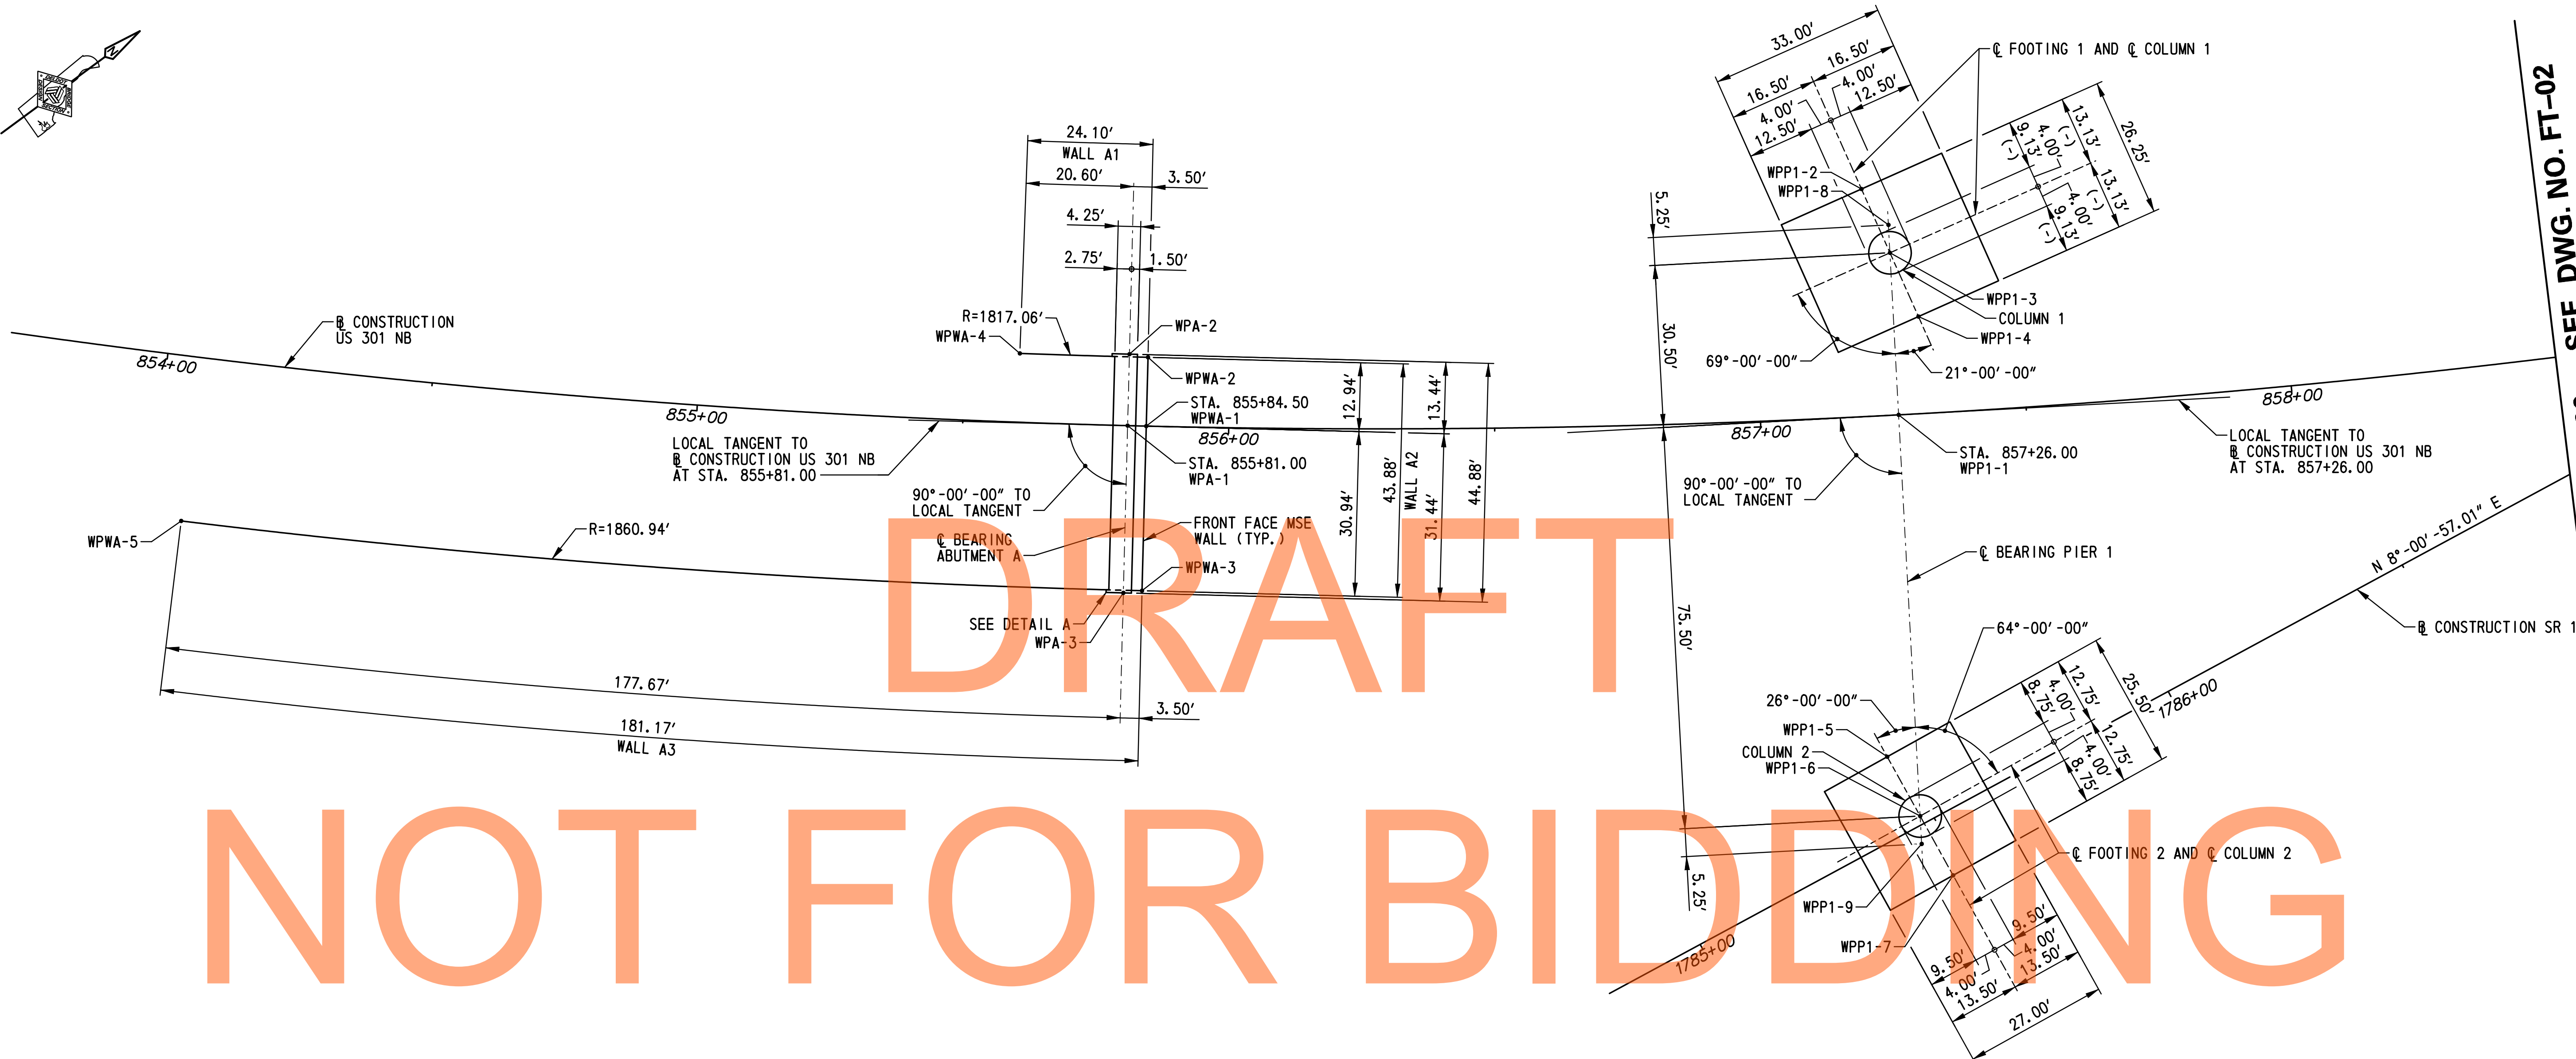 33.00'
16.50'
16.50'
4.00'
4.00'
12.50'
12.50'
℄ FOOTING 1 AND ℄ COLUMN 1
13.13'
(-)
26.25'
4.00'
9.13'
(-)
13.13'
(-)
4.00'
9.13'
(-)
WPP1-2
WPP1-8
WPP1-3
COLUMN 1
WPP1-4
69°-00'-00"
21°-00'-00"
SEE DWG. NO. FT-02
N
24.10'
WALL A1
20.60'
3.50'
4.25'
2.75'
1.50'
R=1817.06'
WPWA-4
WPA-2
WPWA-2
STA. 855+84.50
WPWA-1
STA. 855+81.00
WPA-1
B̲L CONSTRUCTION
US 301 NB
854+00
855+00
856+00
857+00
858+00
LOCAL TANGENT TO
B̲L CONSTRUCTION US 301 NB
AT STA. 855+81.00
90°-00'-00" TO
LOCAL TANGENT
℄ BEARING
ABUTMENT A
FRONT FACE MSE
WALL (TYP.)
WPWA-3
SEE DETAIL A
WPA-3
12.94'
30.94'
43.88'
WALL A2
13.44'
31.44'
44.88'
5.25'
30.50'
75.50'
5.25'
STA. 857+26.00
WPP1-1
90°-00'-00" TO
LOCAL TANGENT
LOCAL TANGENT TO
B̲L CONSTRUCTION US 301 NB
AT STA. 857+26.00
℄ BEARING PIER 1
N 8°-00'-57.01" E
B̲L CONSTRUCTION SR 1
WPWA-5
R=1860.94'
177.67'
181.17'
WALL A3
3.50'
64°-00'-00"
26°-00'-00"
WPP1-5
COLUMN 2
WPP1-6
12.75'
25.50'
4.00'
8.75'
12.75'
4.00'
8.75'
1786+00
1785+00
℄ FOOTING 2 AND ℄ COLUMN 2
WPP1-9
WPP1-7
9.50'
4.00'
13.50'
9.50'
4.00'
13.50'
27.00'
DRAFT
NOT FOR BIDDING